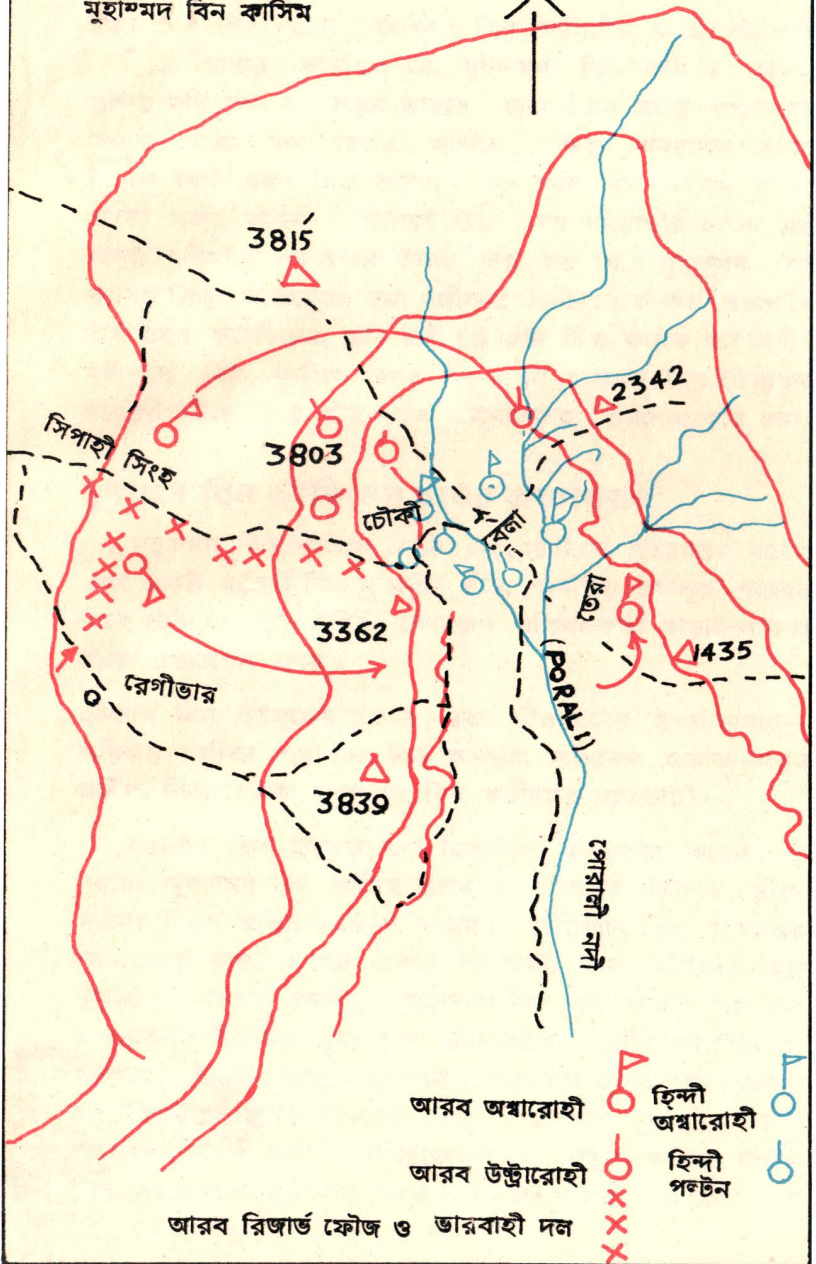 মুহাম্মদ বিন কাসিম
3815
2342
সিপাহী সিংহ
3803
চৌকী
বেলা
তেরা
3362
1435
রেগীভার
(PORALI)
3839
পোরালী নদী
আরব অশ্বারোহী
হিন্দী
অশ্বারোহী
আরব উষ্ট্রারোহী
হিন্দী
পল্টন
আরব রিজার্ভ ফৌজ ও ভারবাহী দল